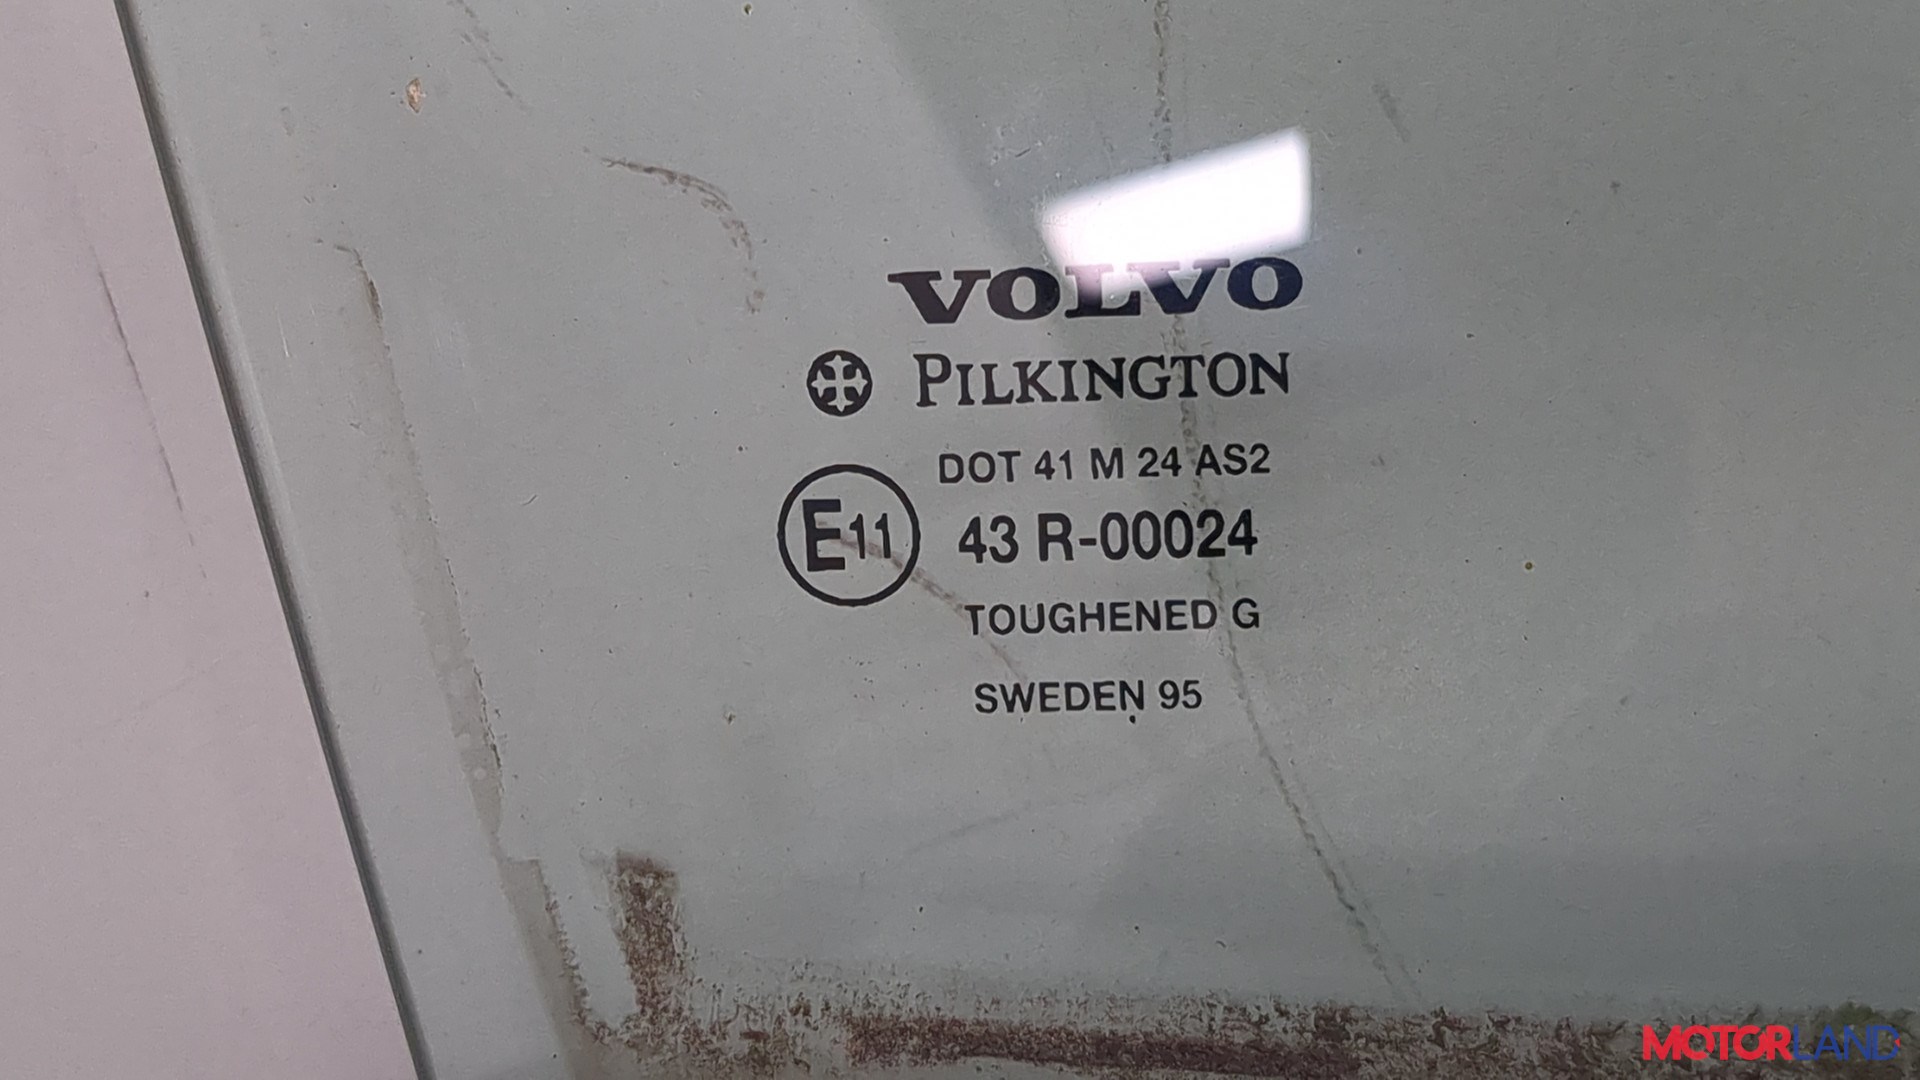 VOLVO
PILKINGTON
DOT 41 M 24 AS2
E11 43 R-00024
TOUGHENED G
SWEDEN 95
MOTORLAND